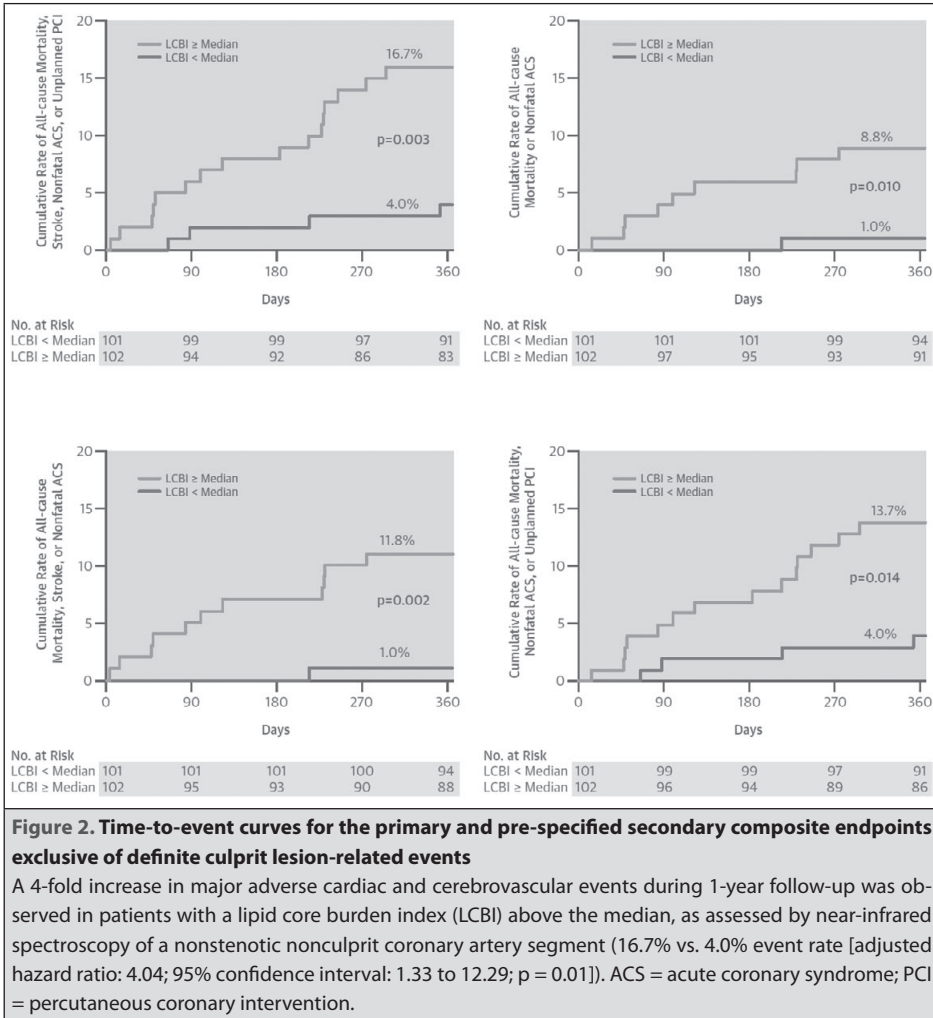 Cumulative Rate of All-cause Mortality,
Stroke, Nonfatal ACS, or Unplanned PCI
20
15
10
5
0
LCBI ≥ Median
LCBI < Median
16.7%
p=0.003
4.0%
0 90 180 270 360
Days
No. at Risk
LCBI < Median 101 99 99 97 91
LCBI ≥ Median 102 94 92 86 83
Cumulative Rate of All-cause
Mortality or Nonfatal ACS
20
15
10
5
0
LCBI ≥ Median
LCBI < Median
8.8%
p=0.010
1.0%
0 90 180 270 360
Days
No. at Risk
LCBI < Median 101 101 101 99 94
LCBI ≥ Median 102 97 95 93 91
Cumulative Rate of All-cause
Mortality, Stroke, or Nonfatal ACS
20
15
10
5
0
LCBI ≥ Median
LCBI < Median
11.8%
p=0.002
1.0%
0 90 180 270 360
Days
No. at Risk
LCBI < Median 101 101 101 100 94
LCBI ≥ Median 102 95 93 90 88
Cumulative Rate of All-cause Mortality,
Nonfatal ACS, or Unplanned PCI
20
15
10
5
0
LCBI ≥ Median
LCBI < Median
13.7%
p=0.014
4.0%
0 90 180 270 360
Days
No. at Risk
LCBI < Median 101 99 99 97 91
LCBI ≥ Median 102 96 94 89 86
Figure 2. Time-to-event curves for the primary and pre-specified secondary composite endpoints
exclusive of definite culprit lesion-related events
A 4-fold increase in major adverse cardiac and cerebrovascular events during 1-year follow-up was ob-
served in patients with a lipid core burden index (LCBI) above the median, as assessed by near-infrared
spectroscopy of a nonstenotic nonculprit coronary artery segment (16.7% vs. 4.0% event rate [adjusted
hazard ratio: 4.04; 95% confidence interval: 1.33 to 12.29; p = 0.01]). ACS = acute coronary syndrome; PCI
= percutaneous coronary intervention.